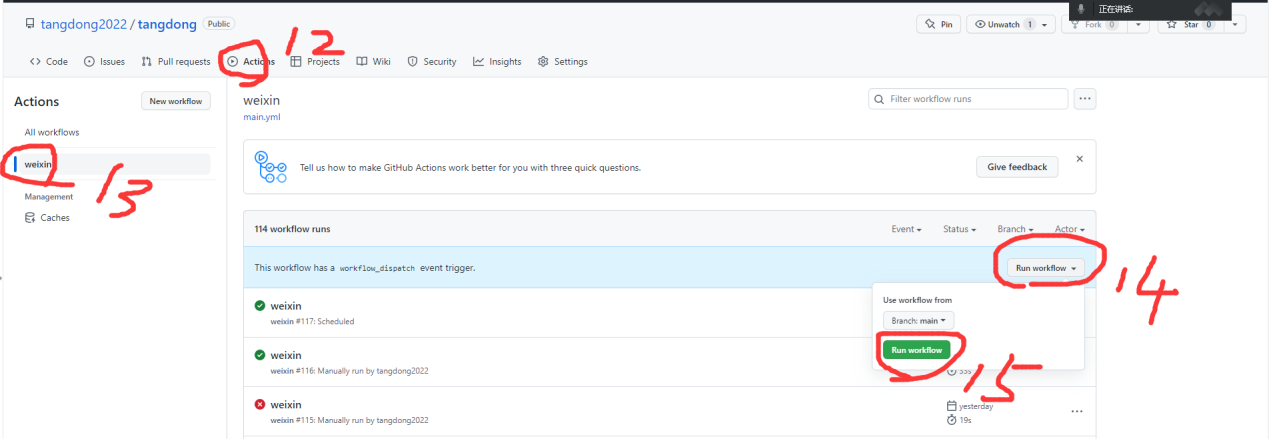 正在讲话:
tangdong2022 / tangdong Public
Pin Unwatch 1 Fork 0 Star 0
12
Code Issues Pull requests Actions Projects Wiki Security Insights Settings
Actions New workflow
All workflows
weixin
13
Management
Caches
weixin
main.yml
Filter workflow runs
Tell us how to make GitHub Actions work better for you with three quick questions.
Give feedback
114 workflow runs Event Status Branch Actor
This workflow has a workflow_dispatch event trigger. Run workflow
14
Use workflow from
Branch: main
Run workflow
15
weixin
weixin #117: Scheduled
weixin
weixin #116: Manually run by tangdong2022
55s
weixin
weixin #115: Manually run by tangdong2022
yesterday
19s